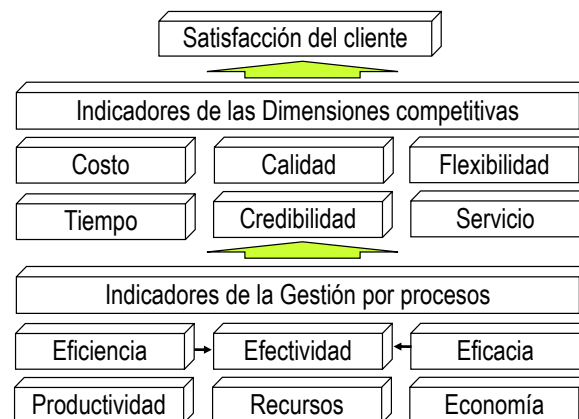 Satisfacción del cliente
Indicadores de las Dimensiones competitivas
Costo
Calidad
Flexibilidad
Tiempo
Credibilidad
Servicio
Indicadores de la Gestión por procesos
Eficiencia
Efectividad
Eficacia
Productividad
Recursos
Economía